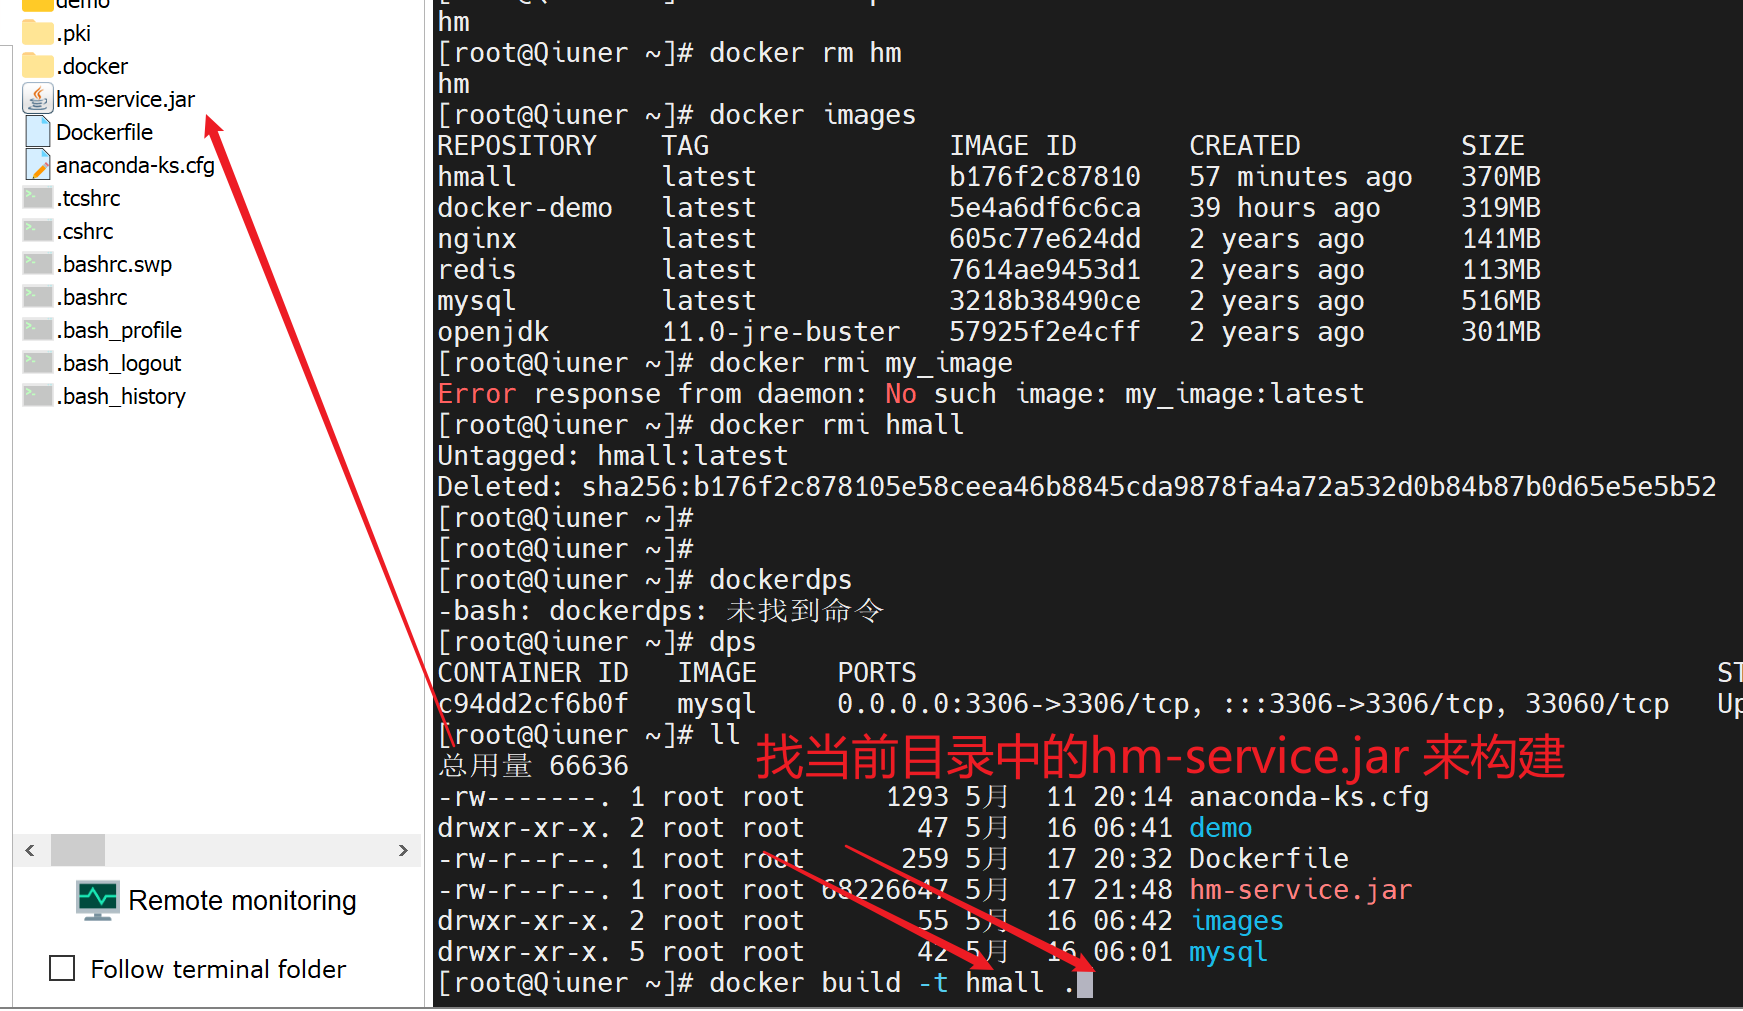 demo
.pki
.docker
hm-service.jar
Dockerfile
anaconda-ks.cfg
.tcshrc
.cshrc
.bashrc.swp
.bashrc
.bash_profile
.bash_logout
.bash_history
Remote monitoring
Follow terminal folder
hm
[root@Qiuner ~]# docker rm hm
hm
[root@Qiuner ~]# docker images
REPOSITORY TAG IMAGE ID CREATED SIZE
hmall latest b176f2c87810 57 minutes ago 370MB
docker-demo latest 5e4a6df6c6ca 39 hours ago 319MB
nginx latest 605c77e624dd 2 years ago 141MB
redis latest 7614ae9453d1 2 years ago 113MB
mysql latest 3218b38490ce 2 years ago 516MB
openjdk 11.0-jre-buster 57925f2e4cff 2 years ago 301MB
[root@Qiuner ~]# docker rmi my_image
Error response from daemon: No such image: my_image:latest
[root@Qiuner ~]# docker rmi hmall
Untagged: hmall:latest
Deleted: sha256:b176f2c878105e58ceea46b8845cda9878fa4a72a532d0b84b87b0d65e5e5b52
[root@Qiuner ~]#
[root@Qiuner ~]#
[root@Qiuner ~]# dockerdps
-bash: dockerdps: 未找到命令
[root@Qiuner ~]# dps
CONTAINER ID IMAGE PORTS ST
c94dd2cf6b0f mysql 0.0.0.0:3306->3306/tcp, :::3306->3306/tcp, 33060/tcp Up
[root@Qiuner ~]# ll
找当前目录中的hm-service.jar 来构建
总用量 66636
-rw-------. 1 root root 1293 5月 11 20:14 anaconda-ks.cfg
drwxr-xr-x. 2 root root 47 5月 16 06:41 demo
-rw-r--r--. 1 root root 259 5月 17 20:32 Dockerfile
-rw-r--r--. 1 root root 68226647 5月 17 21:48 hm-service.jar
drwxr-xr-x. 2 root root 55 5月 16 06:42 images
drwxr-xr-x. 5 root root 42 5月 16 06:01 mysql
[root@Qiuner ~]# docker build -t hmall .